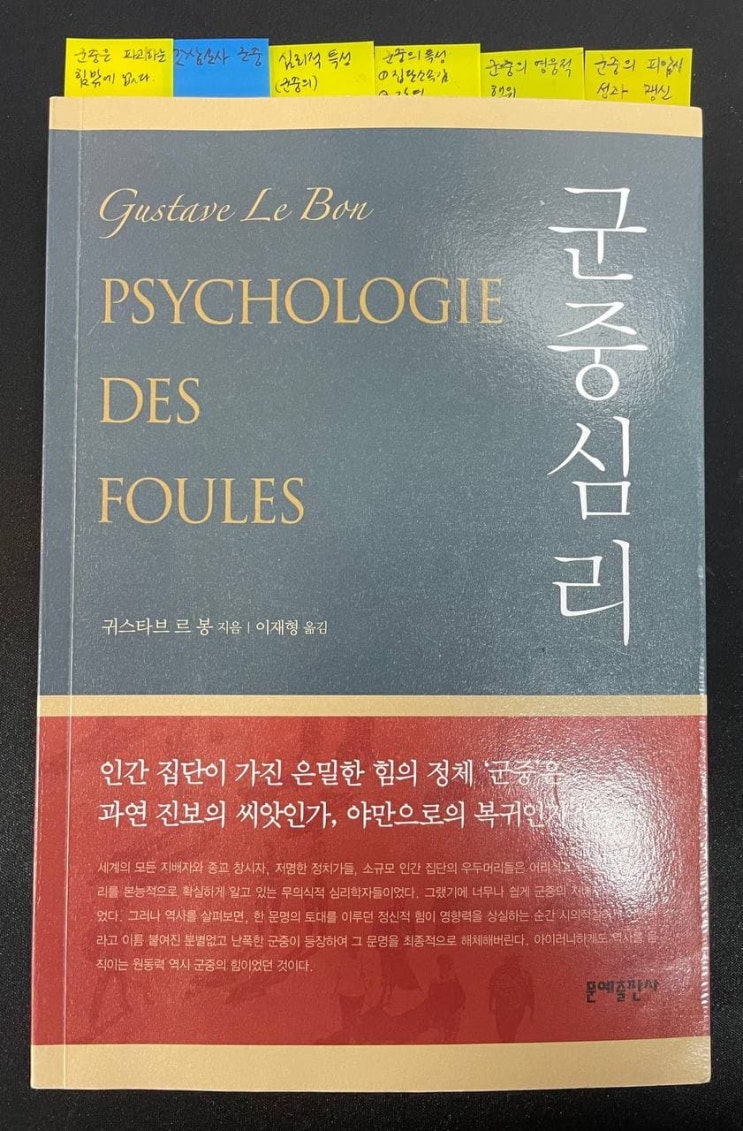 군중은 파괴하는
힘밖에 없다.
군중
심리적 특성
(군중의)
군중의 특성
① 집단소속감
군중의 영웅적
행위
군중의 피암시
성과 맹신
Gustave Le Bon
PSYCHOLOGIE
DES
FOULES
군중심리
귀스타브 르 봉 지음 | 이재형 옮김
인간 집단이 가진 은밀한 힘의 정체 ‘군중’은
과연 진보의 씨앗인가, 야만으로의 복귀인가
세계의 모든 지배자와 종교 창시자, 저명한 정치가들, 소규모 인간 집단의 우두머리들은
리를 본능적으로 확실하게 알고 있는 무의식적 심리학자들이었다. 그랬기에 너무나 쉽게 군중의
었다. 그러나 역사를 살펴보면, 한 문명의 토대를 이루던 정신적 힘이 영향력을 상실하는 순간
라고 이름 붙여진 분별없고 난폭한 군중이 등장하여 그 문명을 최종적으로 해체해버린다. 아이러니하게도 역사를
직이는 원동력 역시 군중의 힘이었던 것이다.
문예출판사